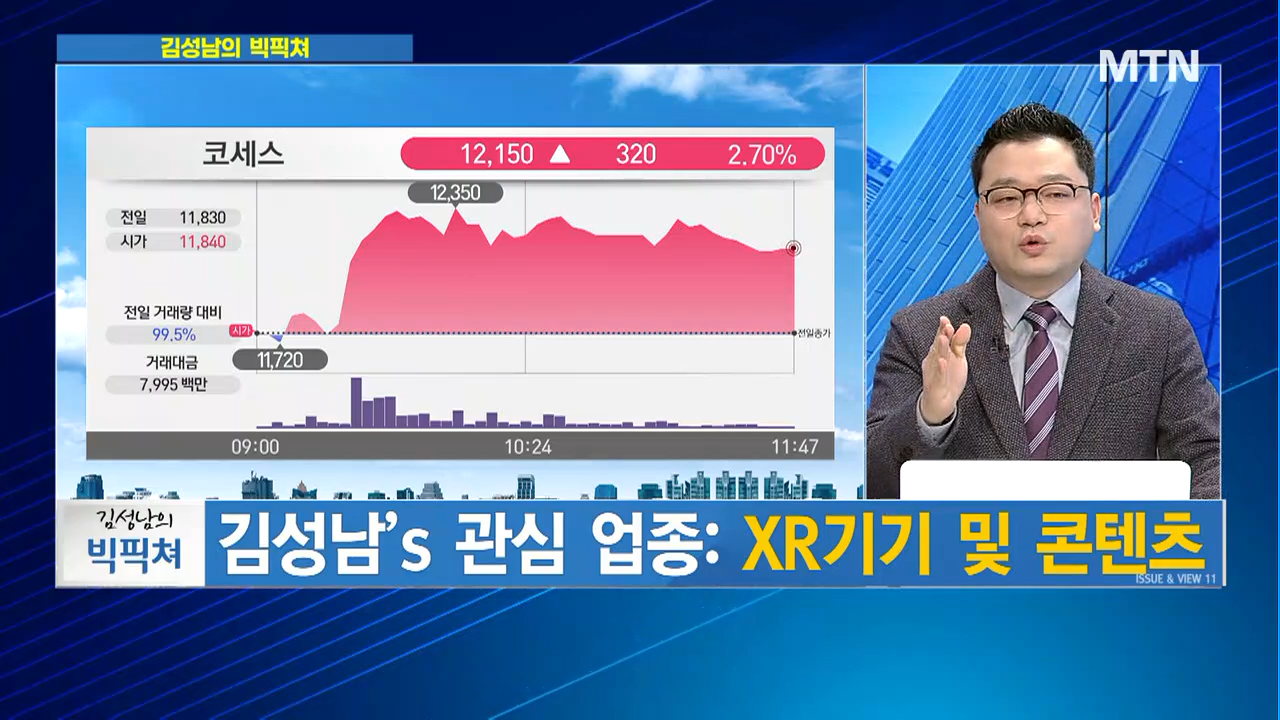 김성남의 빅픽쳐
MTN
코세스
12,150 ▲ 320 2.70%
12,350
전일 11,830
시가 11,840
전일 거래량 대비
99.5%
시가
전일종가
11,720
거래대금
7,995 백만
09:00 10:24 11:47
김성남의
빅픽쳐
김성남's 관심 업종: XR기기 및 콘텐츠
ISSUE & VIEW 11